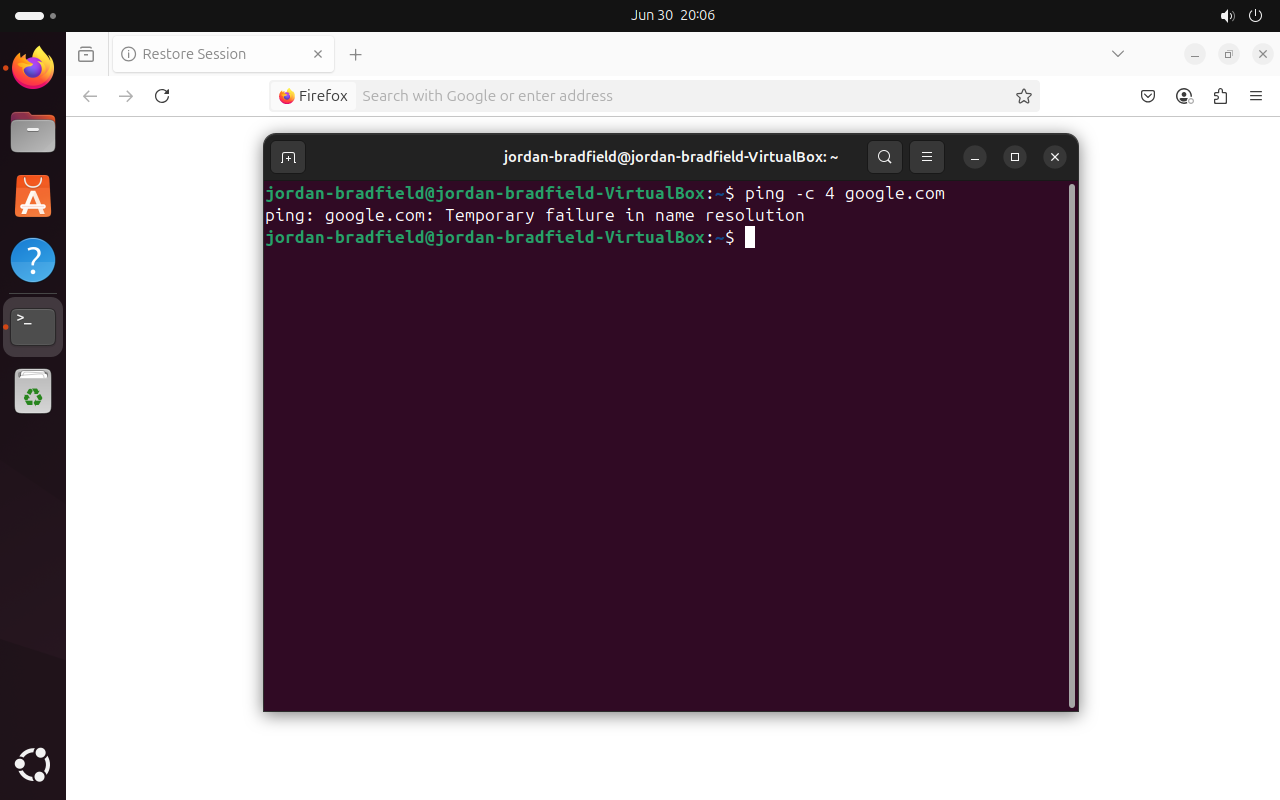 Jun 30 20:06
Restore Session
Firefox
Search with Google or enter address
jordan-bradfield@jordan-bradfield-VirtualBox: ~
jordan-bradfield@jordan-bradfield-VirtualBox:~$ ping -c 4 google.com
ping: google.com: Temporary failure in name resolution
jordan-bradfield@jordan-bradfield-VirtualBox:~$